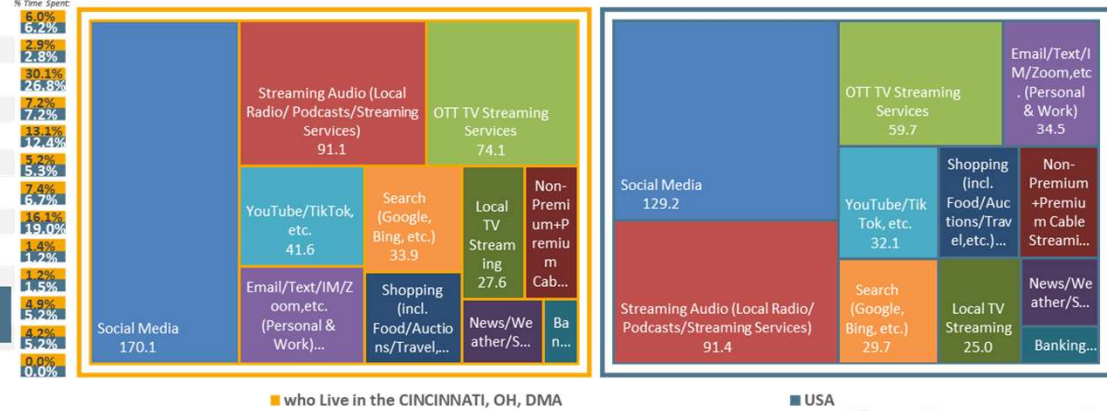 % Time Spent:
6.0%
6.2%
2.9%
2.8%
30.1%
26.8%
7.2%
7.2%
13.1%
12.4%
5.2%
5.3%
7.4%
6.7%
16.1%
19.0%
1.4%
1.2%
1.2%
1.5%
4.9%
5.2%
4.2%
5.2%
0.0%
0.0%
Social Media
170.1
Streaming Audio (Local
Radio/ Podcasts/Streaming
Services)
91.1
OTT TV Streaming
Services
74.1
YouTube/TikTok,
etc.
41.6
Email/Text/IM/Z
oom,etc.
(Personal &
Work)...
Search
(Google,
Bing, etc.)
33.9
Shopping
(incl.
Food/Auctio
ns/Travel,...
Local
TV
Stream
ing
27.6
Non-
Premi
um+P
remiu
m
Cab...
News/We
ather/S...
Ba
n...
Social Media
129.2
Streaming Audio (Local Radio/
Podcasts/Streaming Services)
91.4
OTT TV Streaming
Services
59.7
Email/Text/I
M/Zoom,etc
. (Personal
& Work)
34.5
YouTube/Tik
Tok, etc.
32.1
Search
(Google,
Bing, etc.)
29.7
Shopping
(incl.
Food/Auc
tions/Trav
el,etc.)...
Non-
Premium
+Premiu
m Cable
Streami...
Local TV
Streaming
25.0
News/We
ather/S...
Banking...
who Live in the CINCINNATI, OH, DMA
USA